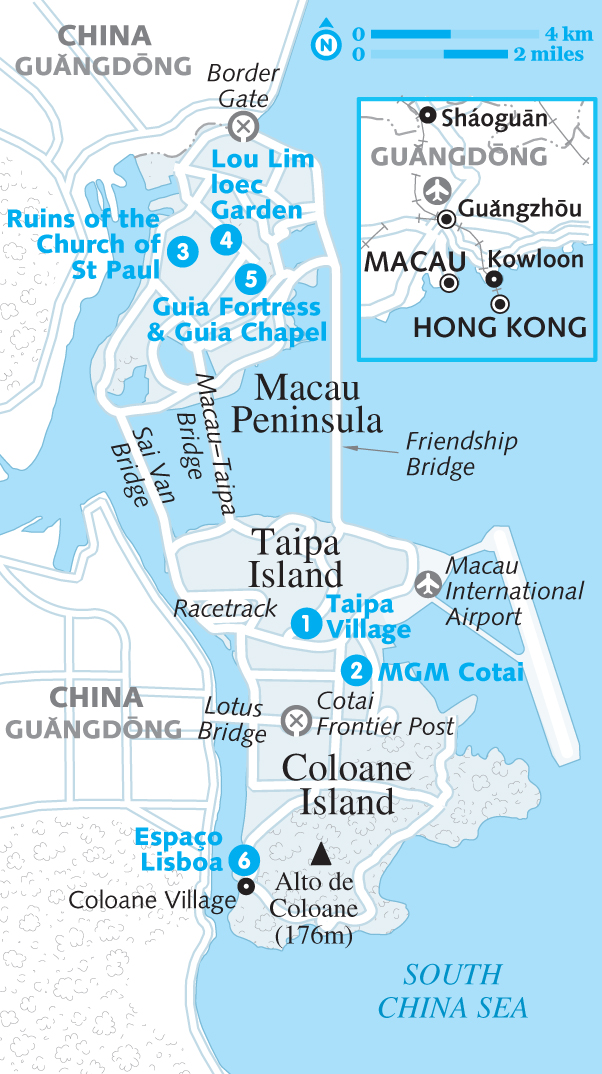 CHINA
GUǍNGDŌNG
N
0
4 km
0
2 miles
Border
Gate
Lou Lim
Ioec
Garden
Ruins of the
Church of
St Paul
3
4
5
Guia Fortress
& Guia Chapel
Sháoguān
GUǍNGDŌNG
Guǎngzhōu
MACAU
Kowloon
HONG KONG
Macau
Peninsula
Macau–Taipa
Bridge
Sai Van
Bridge
Friendship
Bridge
Taipa
Island
Macau
International
Airport
Racetrack
1
Taipa
Village
2
MGM Cotai
CHINA
GUǍNGDŌNG
Lotus
Bridge
Cotai
Frontier Post
Coloane
Island
Espaço
Lisboa
6
Coloane Village
Alto de
Coloane
(176m)
SOUTH
CHINA SEA